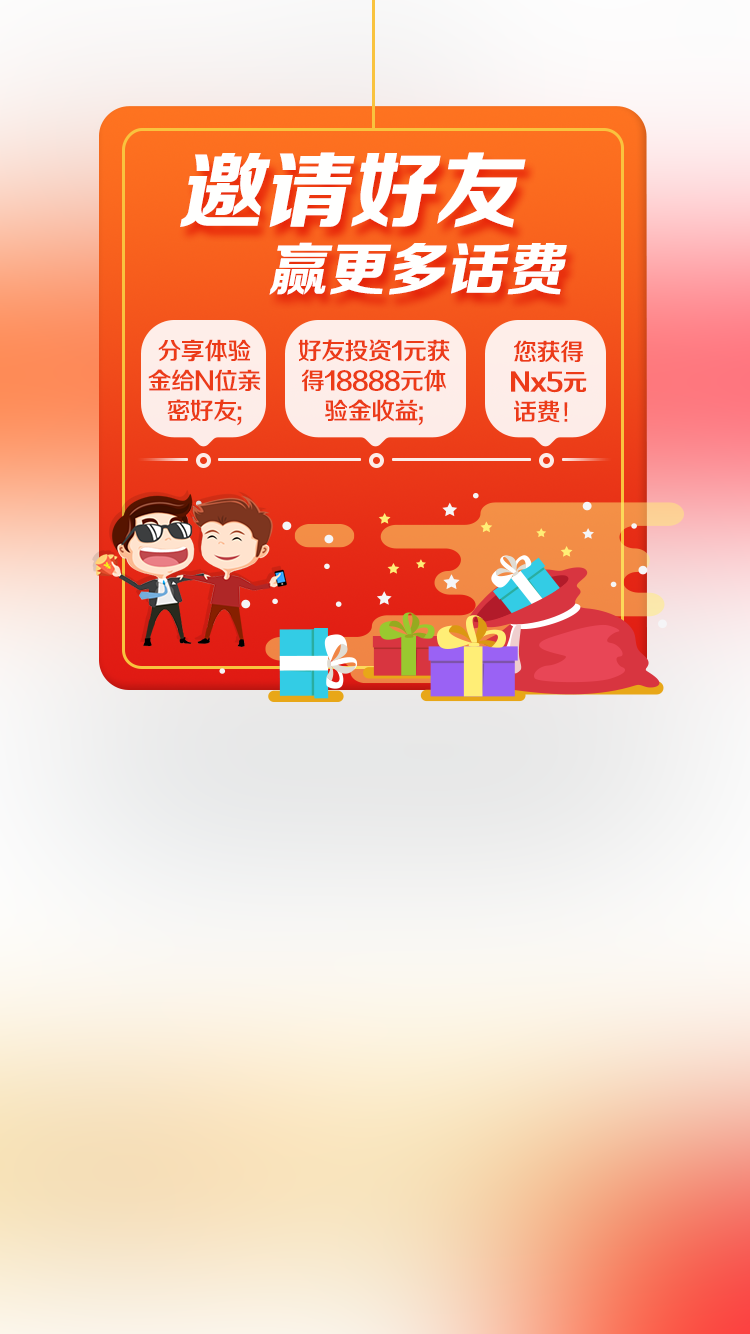 邀请好友
赢更多话费
分享体验
金给N位亲
密好友;
好友投资1元获
得18888元体
验金收益;
您获得
Nx5元
话费！